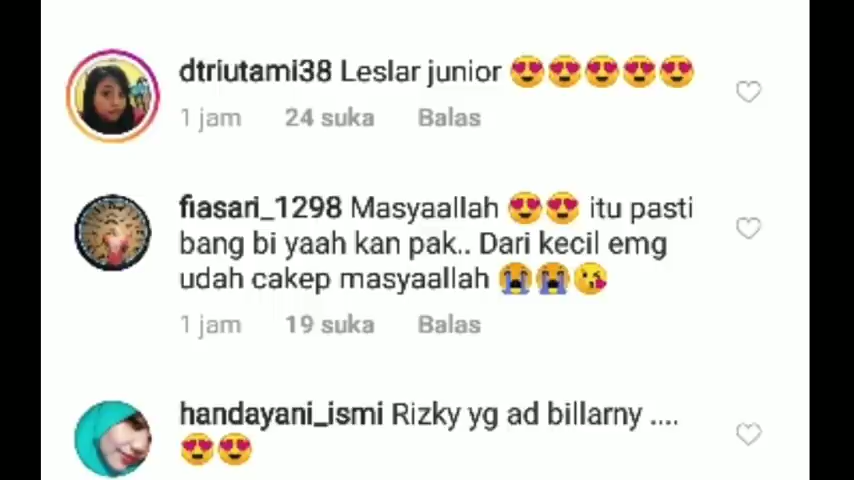 dtriutami38 Leslar junior 😍😍😍😍😍
1 jam 24 suka Balas
fiasari_1298 Masyaallah 😍😍 itu pasti
bang bi yaah kan pak.. Dari kecil emg
udah cakep masyaallah 😭😭😘
1 jam 19 suka Balas
handayani_ismi Rizky yg ad billarny ....
😍😍